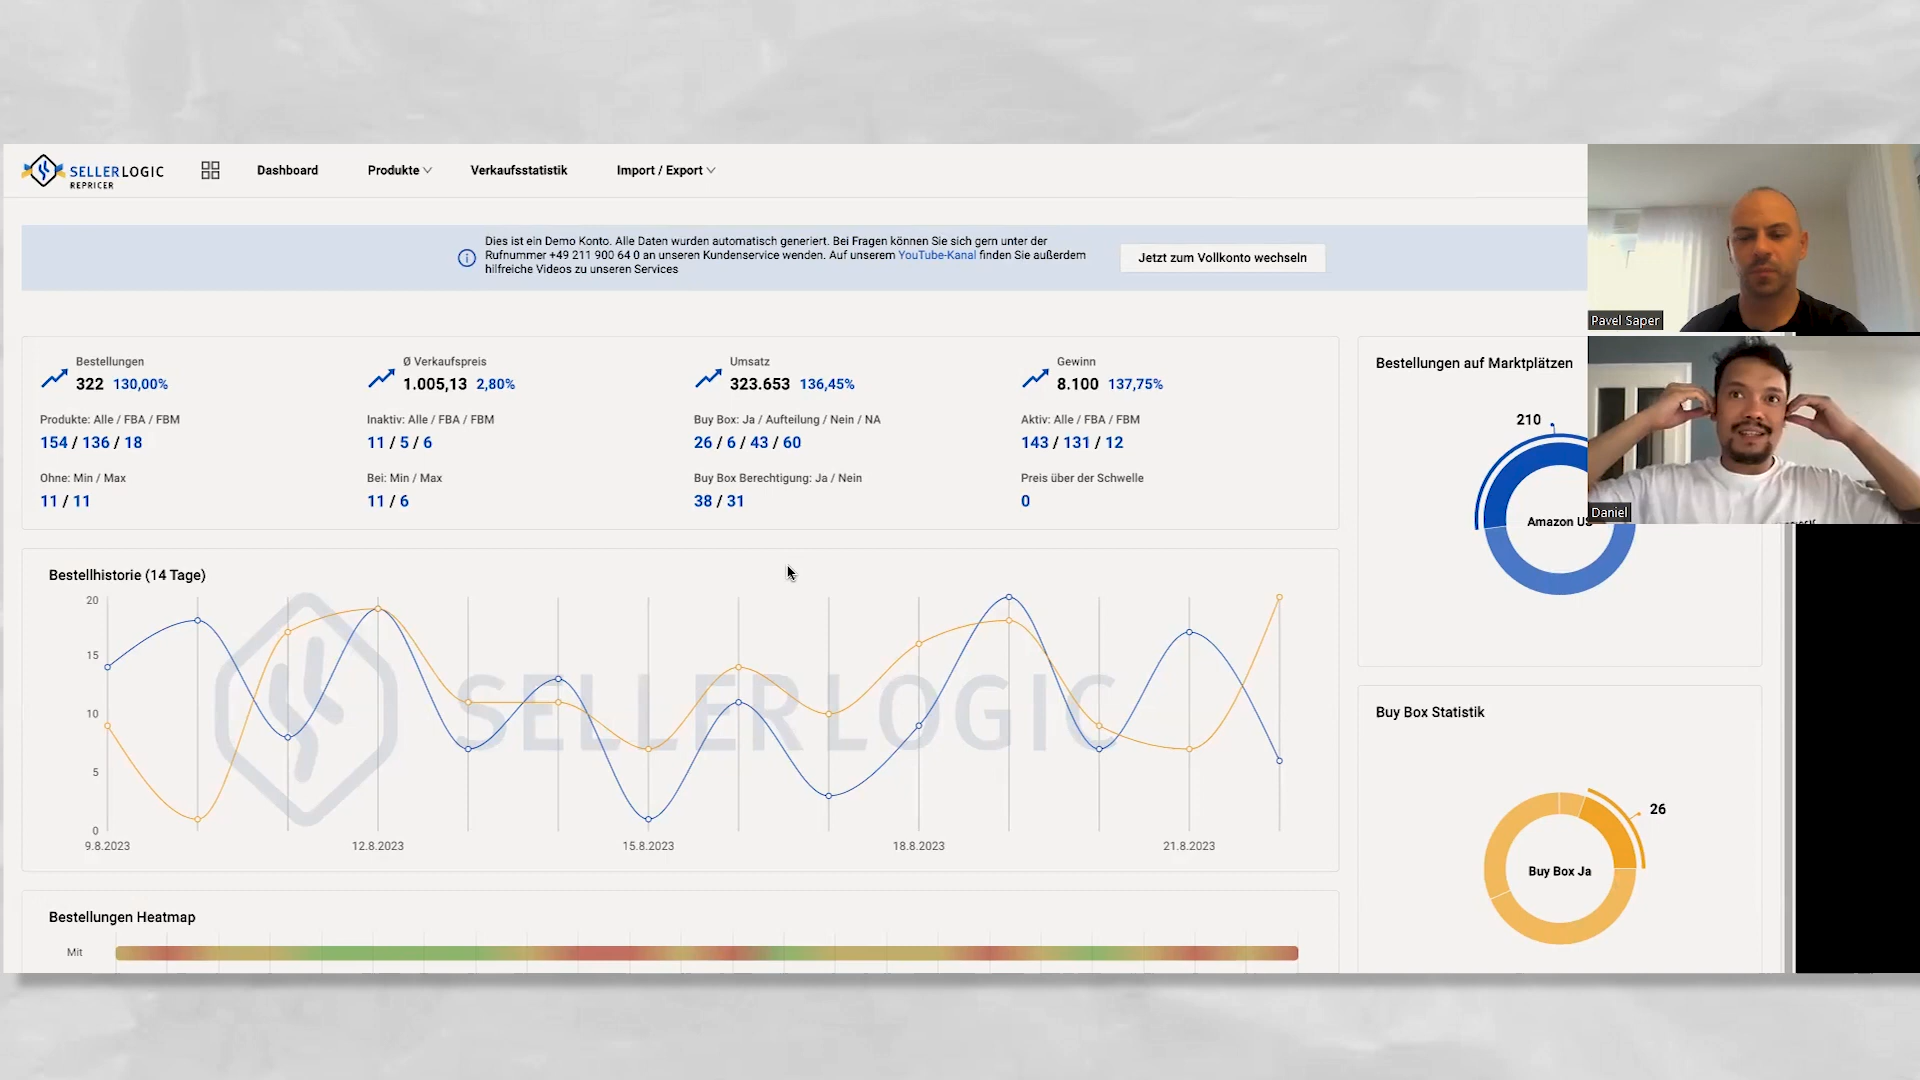 SELLERLOGIC
REPRICER
Dashboard
Produkte
Verkaufsstatistik
Import / Export
Dies ist ein Demo Konto. Alle Daten wurden automatisch generiert. Bei Fragen können Sie sich gern unter der
Rufnummer +49 211 900 64 0 an unseren Kundenservice wenden. Auf unserem YouTube-Kanal finden Sie außerdem
hilfreiche Videos zu unseren Services
Jetzt zum Vollkonto wechseln
Pavel Saper
Daniel
Bestellungen
322 130,00%
Ø Verkaufspreis
1.005,13 2,80%
Umsatz
323.653 136,45%
Gewinn
8.100 137,75%
Produkte: Alle / FBA / FBM
154 / 136 / 18
Inaktiv: Alle / FBA / FBM
11 / 5 / 6
Buy Box: Ja / Aufteilung / Nein / NA
26 / 6 / 43 / 60
Aktiv: Alle / FBA / FBM
143 / 131 / 12
Ohne: Min / Max
11 / 11
Bei: Min / Max
11 / 6
Buy Box Berechtigung: Ja / Nein
38 / 31
Preis über der Schwelle
0
Bestellungen auf Marktplätzen
210
Amazon US
Bestellhistorie (14 Tage)
20
15
10
5
0
SELLERLOGIC
9.8.2023
12.8.2023
15.8.2023
18.8.2023
21.8.2023
Buy Box Statistik
26
Buy Box Ja
Bestellungen Heatmap
Mit